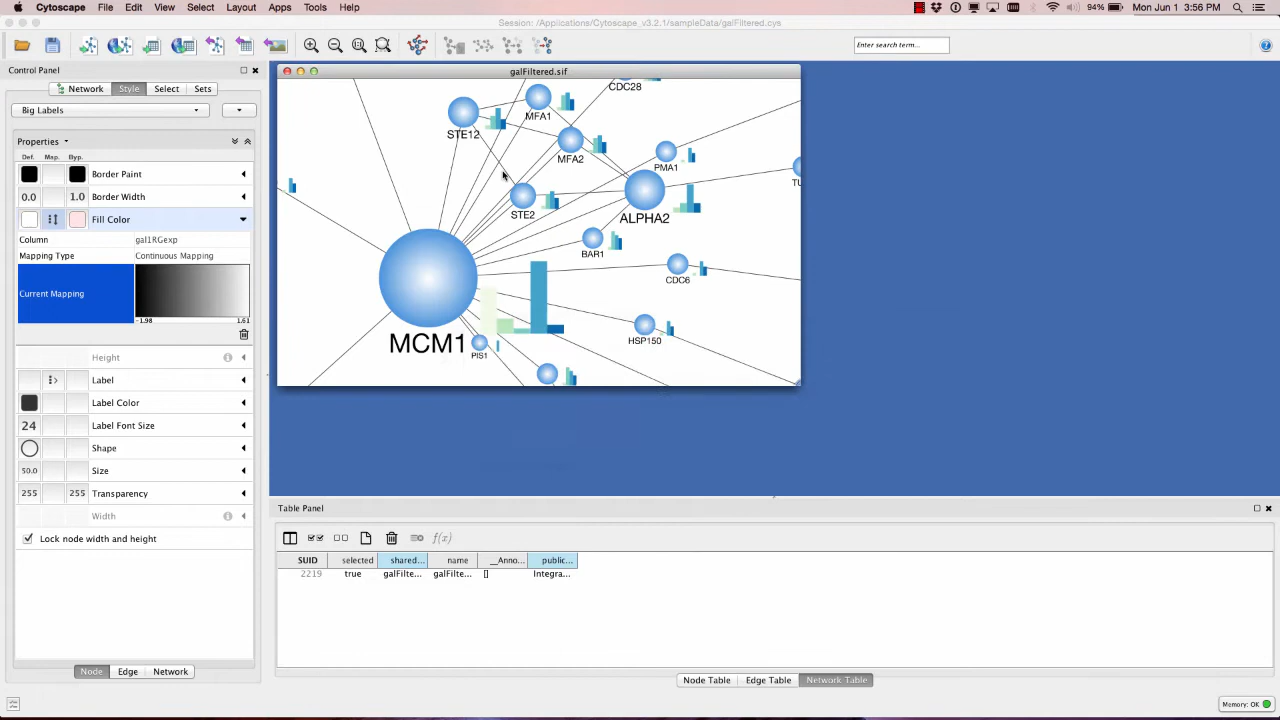 Cytoscape File Edit View Select Layout Apps Tools Help 94% Mon Jun 1 3:56 PM
Session: /Applications/Cytoscape_v3.2.1/sampleData/galFiltered.cys
Enter search term...
Control Panel
Network Style Select Sets
Big Labels
Properties
Def. Map. Byp.
Border Paint
0.0 1.0 Border Width
Fill Color
Column gal1RGexp
Mapping Type Continuous Mapping
Current Mapping
-1.98 1.61
Height
Label
Label Color
24 Label Font Size
Shape
50.0 Size
255 255 Transparency
Width
Lock node width and height
Node Edge Network
galFiltered.sif
CDC28
MFA1
STE12
MFA2
PMA1
TU
STE2
ALPHA2
BAR1
CDC6
HSP150
MCM1
PIS1
Table Panel
f(x)
SUID selected shared... name __Anno... public...
2219 true galFilte... galFilte... [] Integra...
Node Table Edge Table Network Table
Memory: OK